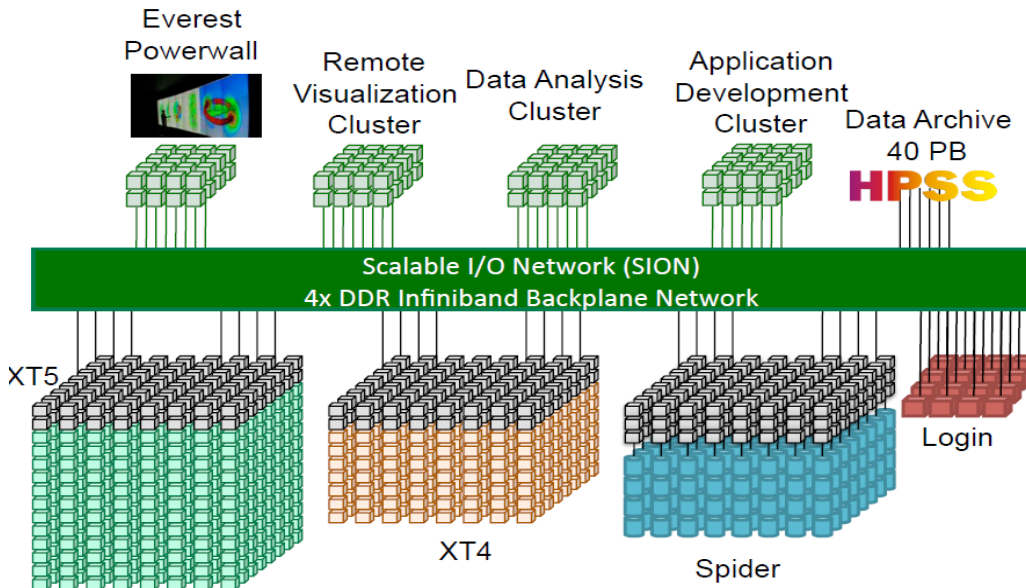 Everest
Powerwall
Remote
Visualization
Cluster
Data Analysis
Cluster
Application
Development
Cluster
Data Archive
40 PB
HPSS
Scalable I/O Network (SION)
4x DDR Infiniband Backplane Network
XT5
XT4
Spider
Login